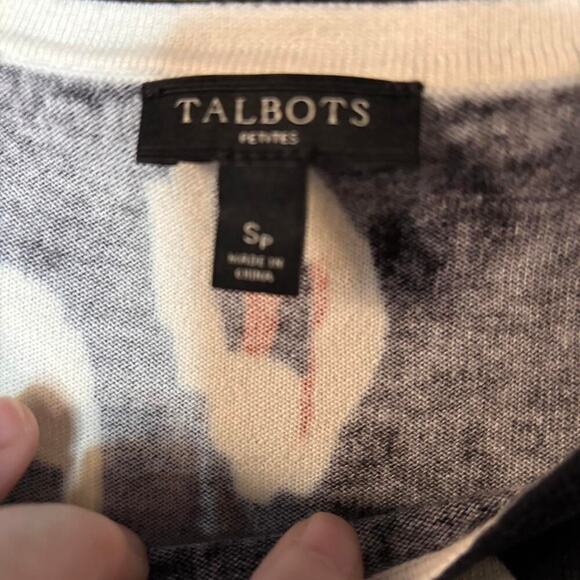 TALBOTS
PETITES
SP
MADE IN
CHINA